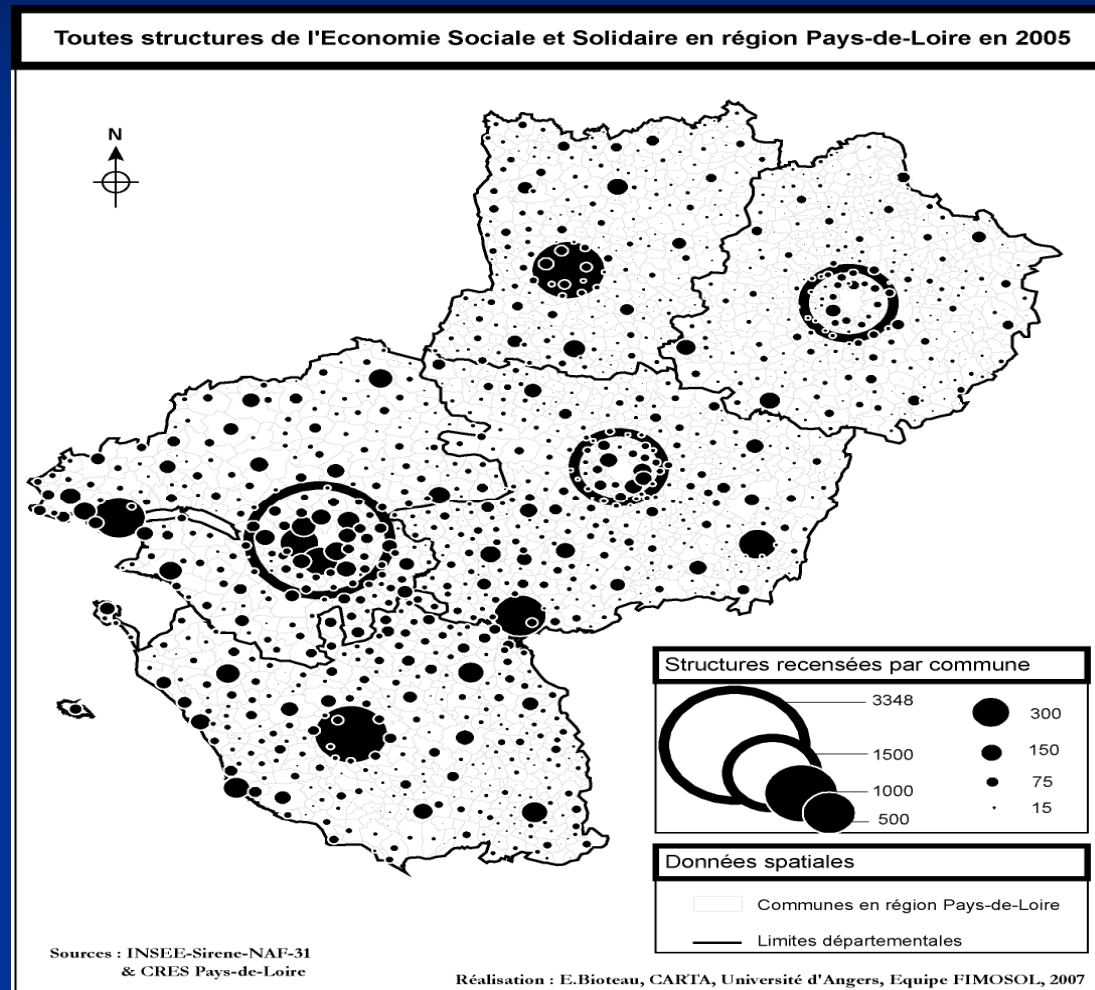 Toutes structures de l'Economie Sociale et Solidaire en région Pays-de-Loire en 2005
N
Structures recensées par commune
3348
1500
1000
500
300
150
75
15
Données spatiales
Communes en région Pays-de-Loire
Limites départementales
Sources : INSEE-Sirene-NAF-31
& CRES Pays-de-Loire
Réalisation : E.Bioteau, CARTA, Université d'Angers, Equipe FIMOSOL, 2007